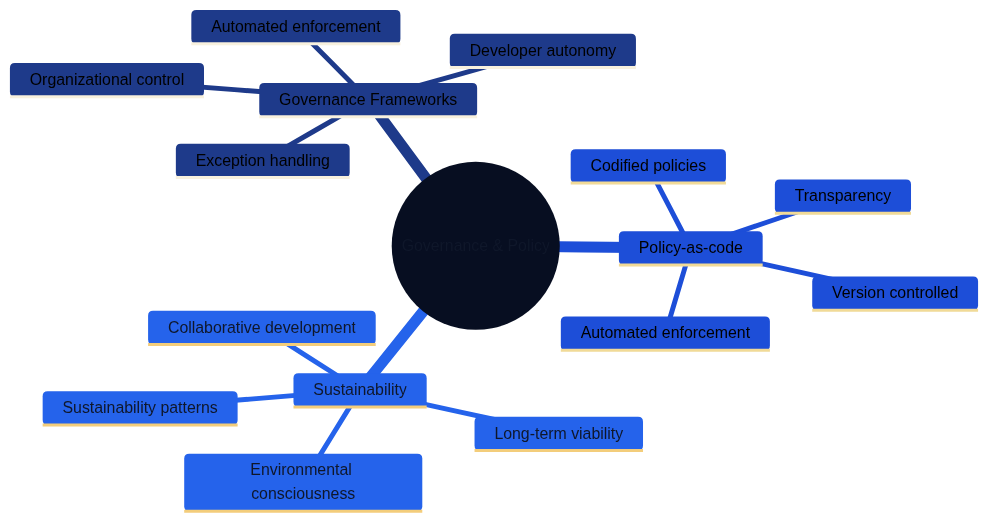 Automated enforcement
Developer autonomy
Organizational control
Governance Frameworks
Exception handling
Codified policies
Transparency
Governance & Policy
Policy-as-code
Version controlled
Automated enforcement
Collaborative development
Sustainability
Sustainability patterns
Long-term viability
Environmental
consciousness